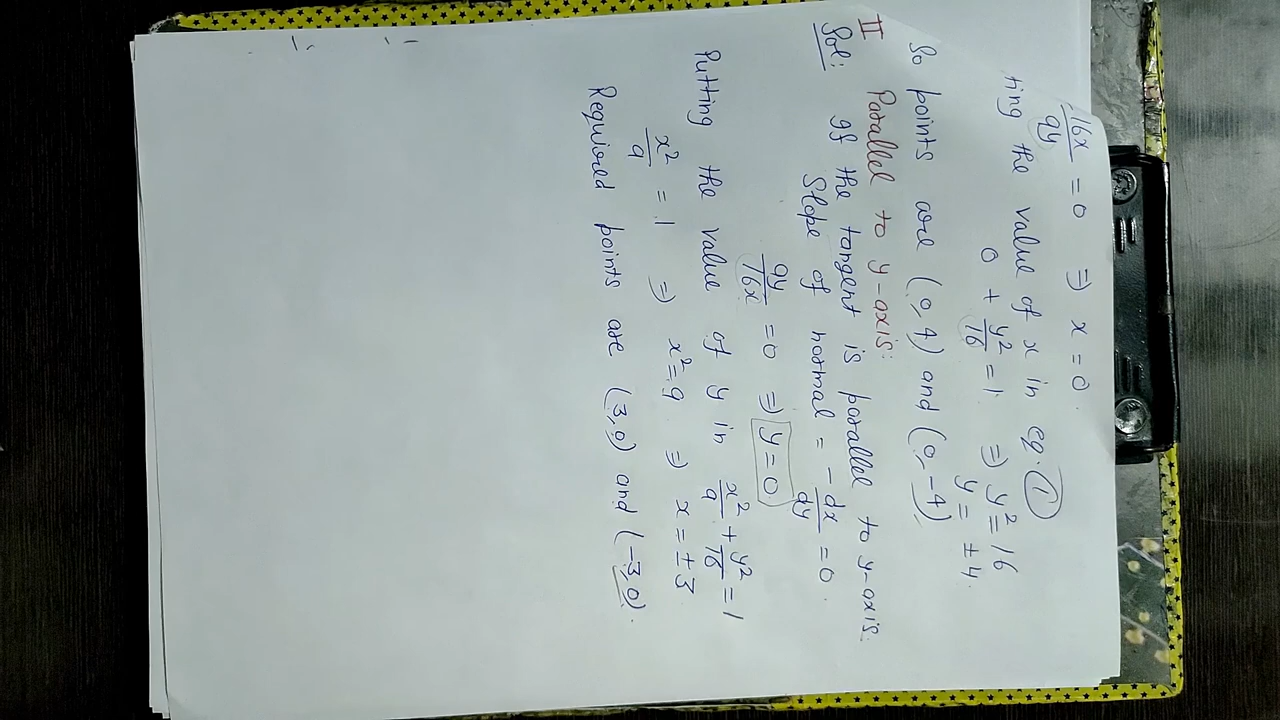 -16x/9y = 0 ⇒ x = 0.
ting the value of x in eq. ①
0 + y²/16 = 1 ⇒ y² = 16
y = ±4.
So points are (0, 4) and (0, -4)
II Parallel to y-axis:
Sol: If the tangent is parallel to y-axis:
Slope of normal = -dx/dy = 0.
9y/16x = 0 ⇒ y = 0
Putting the value of y in x²/9 + y²/16 = 1
x²/9 = 1 ⇒ x² = 9 ⇒ x = ±3
Required points are (3, 0) and (-3, 0).